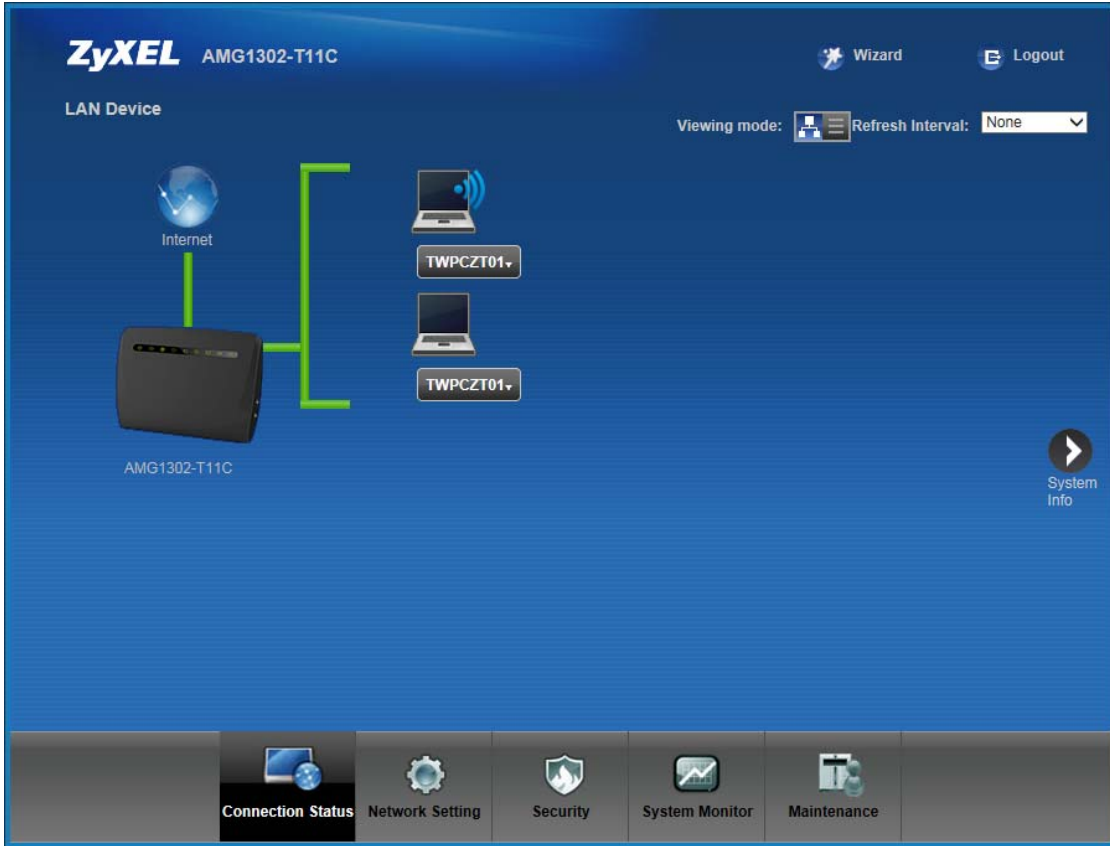 ZyXEL AMG1302-T11C
Wizard
Logout
LAN Device
Viewing mode:
Refresh Interval:
None
Internet
TWPCZT01
TWPCZT01
AMG1302-T11C
System
Info
Connection Status
Network Setting
Security
System Monitor
Maintenance